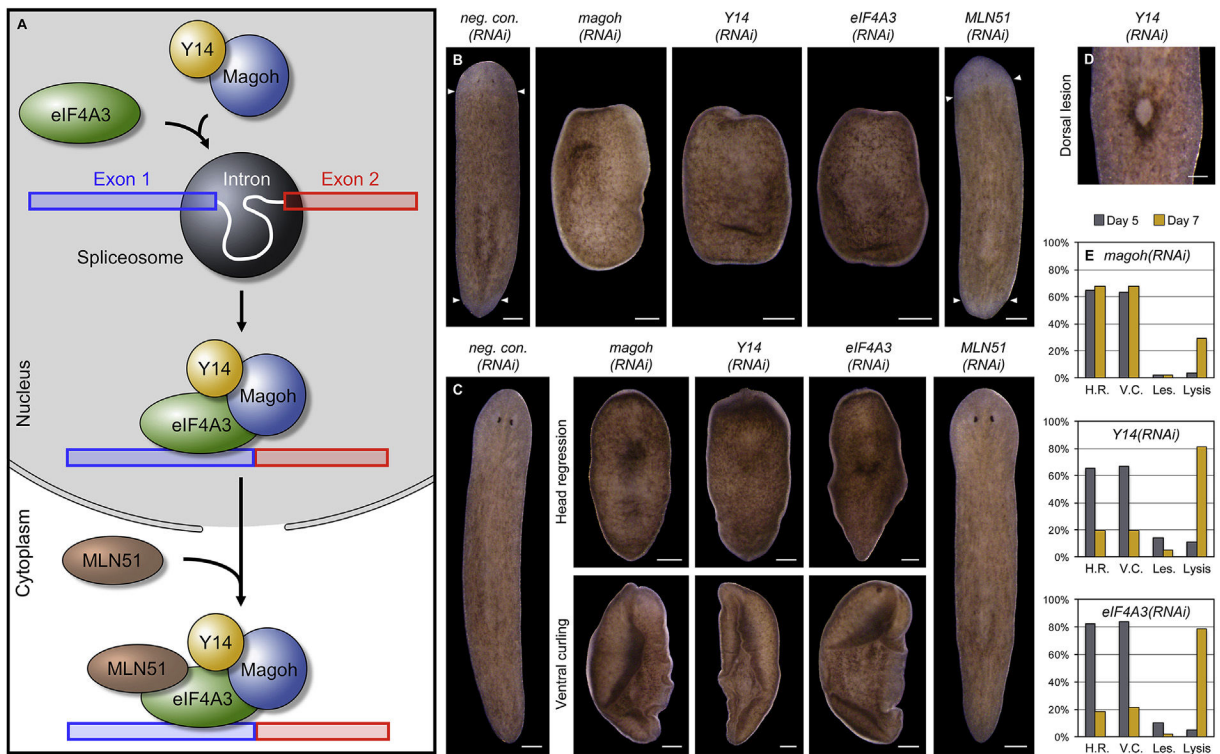 A
Y14
Magoh
eIF4A3
Exon 1
Intron
Exon 2
Spliceosome
Y14
Magoh
eIF4A3
Nucleus
Cytoplasm
MLN51
Y14
MLN51
Magoh
eIF4A3
neg. con.
(RNAi)
magoh
(RNAi)
Y14
(RNAi)
eIF4A3
(RNAi)
MLN51
(RNAi)
B
neg. con.
(RNAi)
magoh
(RNAi)
Y14
(RNAi)
eIF4A3
(RNAi)
MLN51
(RNAi)
C
Head regression
Ventral curling
Y14
(RNAi)
D
Dorsal lesion
Day 5 Day 7
E magoh(RNAi)
100%
80%
60%
40%
20%
0%
H.R. V.C. Les. Lysis
Y14(RNAi)
100%
80%
60%
40%
20%
0%
H.R. V.C. Les. Lysis
eIF4A3(RNAi)
100%
80%
60%
40%
20%
0%
H.R. V.C. Les. Lysis